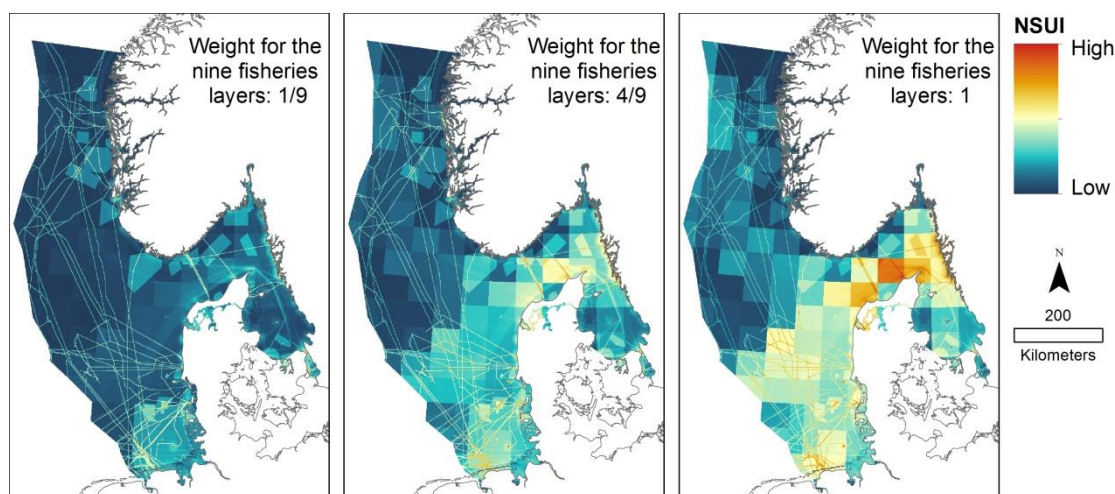 Weight for the
nine fisheries
layers: 1/9
Weight for the
nine fisheries
layers: 4/9
Weight for the
nine fisheries
layers: 1
NSUI
High
Low
N
200
Kilometers